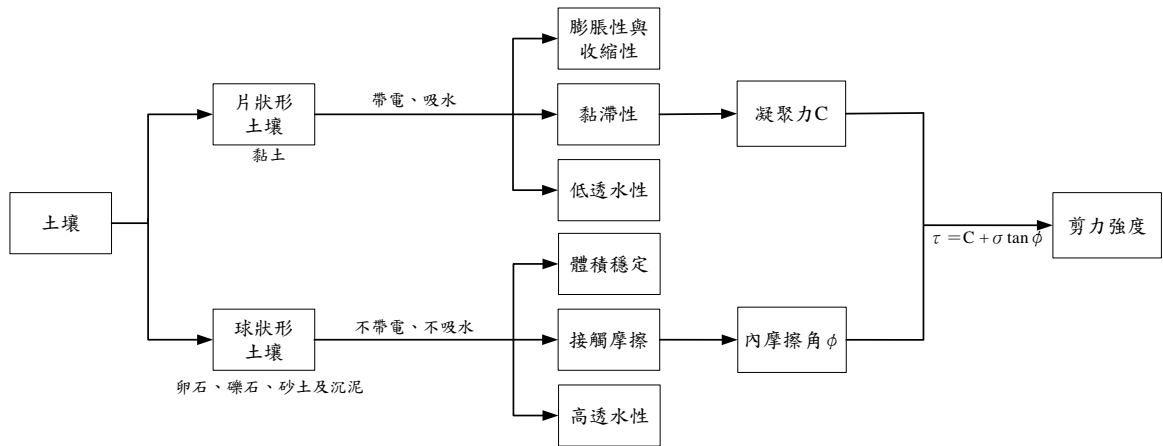 土壤
片狀形
土壤
黏土
帶電、吸水
膨脹性與
收縮性
黏滯性
低透水性
凝聚力C
球狀形
土壤
卵石、礫石、砂土及沉泥
不帶電、不吸水
體積穩定
接觸摩擦
高透水性
內摩擦角ϕ
τ＝C+σ tan ϕ
剪力強度